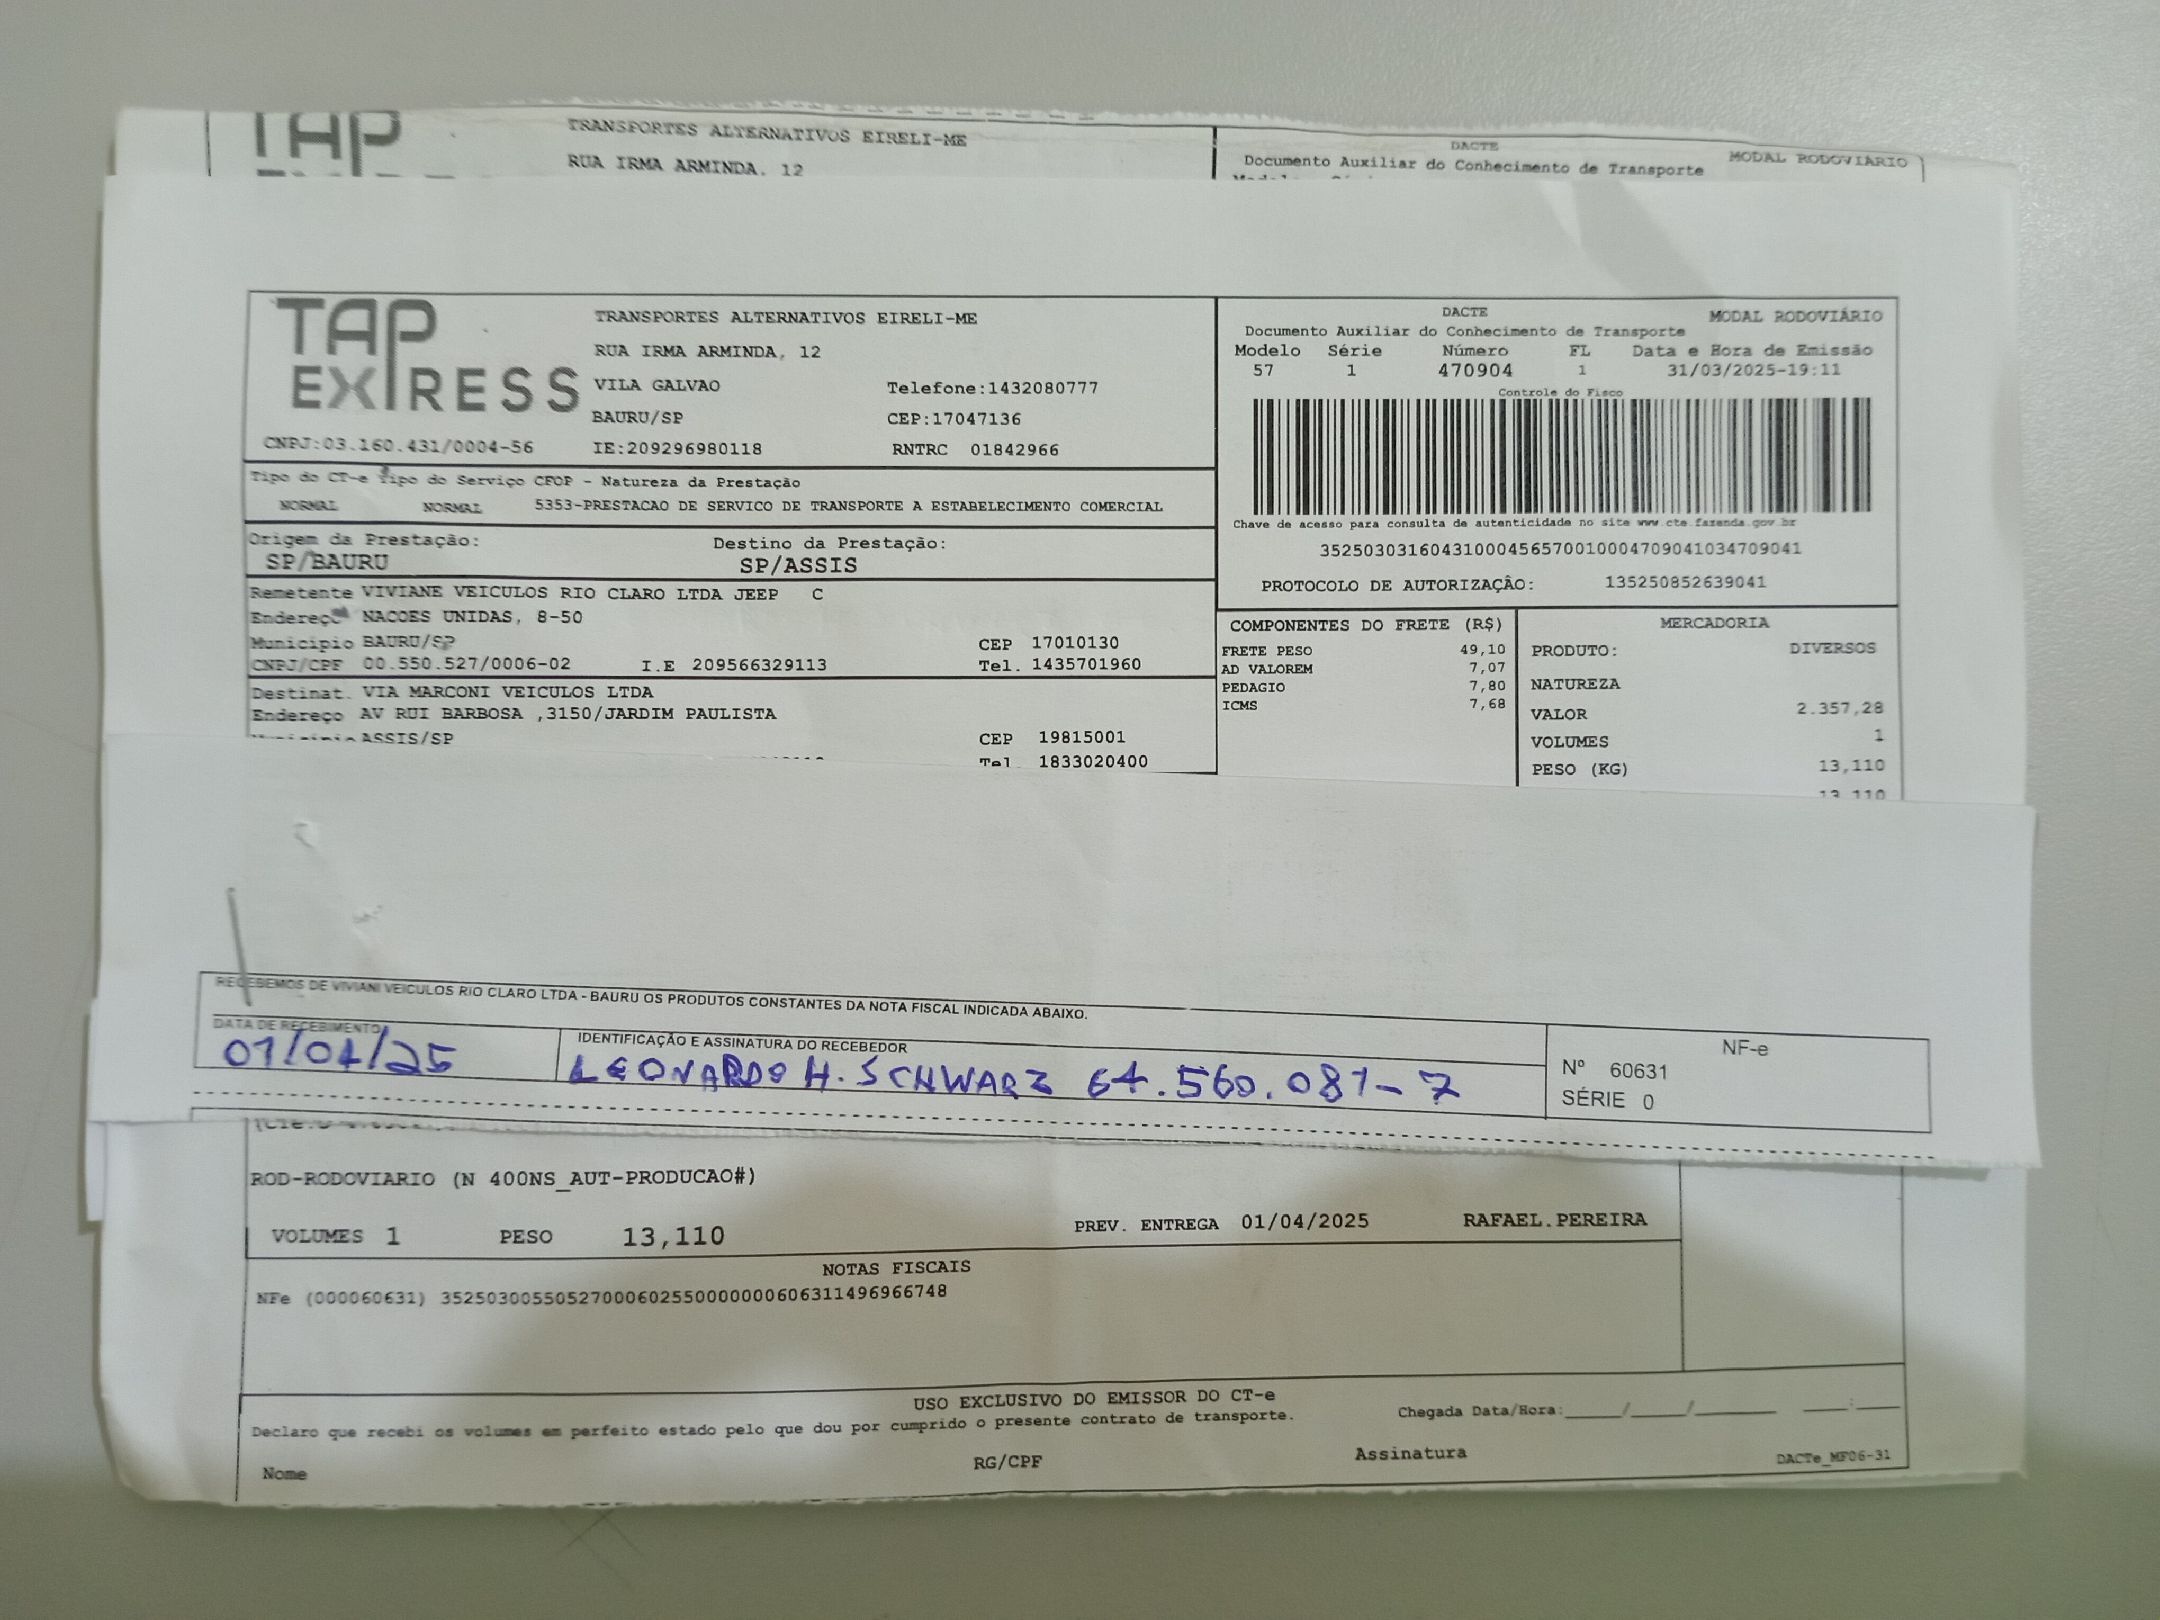 TAP
TRANSPORTES ALTERNATIVOS EIRELI-ME
RUA IRMA ARMINDA. 12
DACTE
MODAL RODOVIÁRIO
Documento Auxiliar do Conhecimento de Transporte
TAP EXPRESS
TRANSPORTES ALTERNATIVOS EIRELI-ME
RUA IRMA ARMINDA, 12
VILA GALVAO Telefone:1432080777
BAURU/SP CEP:17047136
CNPJ:03.160.431/0004-56 IE:209296980118 RNTRC 01842966
DACTE MODAL RODOVIÁRIO
Documento Auxiliar do Conhecimento de Transporte
Modelo Série Número FL Data e Hora de Emissão
57 1 470904 1 31/03/2025-19:11
Controle do Fisco
Chave de acesso para consulta de autenticidade no site www.cte.fazenda.gov.br
35250303160431000456570010004709041034709041
PROTOCOLO DE AUTORIZAÇÃO: 135250852639041
Tipo do CT-e Tipo do Serviço CFOP - Natureza da Prestação
NORMAL NORMAL 5353-PRESTACAO DE SERVICO DE TRANSPORTE A ESTABELECIMENTO COMERCIAL
Origem da Prestação: Destino da Prestação:
SP/BAURU SP/ASSIS
Remetente VIVIANE VEICULOS RIO CLARO LTDA JEEP C
Endereço NACOES UNIDAS, 8-50
Municipio BAURU/SP CEP 17010130
CNPJ/CPF 00.550.527/0006-02 I.E 209566329113 Tel. 1435701960
Destinat. VIA MARCONI VEICULOS LTDA
Endereço AV RUI BARBOSA ,3150/JARDIM PAULISTA
ASSIS/SP CEP 19815001
Tel 1833020400
COMPONENTES DO FRETE (R$)
FRETE PESO 49,10
AD VALOREM 7,07
PEDAGIO 7,80
ICMS 7,68
MERCADORIA
PRODUTO: DIVERSOS
NATUREZA
VALOR 2.357,28
VOLUMES 1
PESO (KG) 13,110
13,110
RECEBEMOS DE VIVIANI VEICULOS RIO CLARO LTDA - BAURU OS PRODUTOS CONSTANTES DA NOTA FISCAL INDICADA ABAIXO.
DATA DE RECEBIMENTO IDENTIFICAÇÃO E ASSINATURA DO RECEBEDOR
01/04/25 LEONARDO H. SCHWARZ 64.560.081-7
NF-e
Nº 60631
SÉRIE 0
ROD-RODOVIARIO (N 400NS_AUT-PRODUCAO#)
VOLUMES 1 PESO 13,110 PREV. ENTREGA 01/04/2025 RAFAEL.PEREIRA
NOTAS FISCAIS
NFe (000060631) 35250300550527000602550000000606311496966748
USO EXCLUSIVO DO EMISSOR DO CT-e
Declaro que recebi os volumes em perfeito estado pelo que dou por cumprido o presente contrato de transporte. Chegada Data/Hora:_____/_____/_______ ____:____
Nome RG/CPF Assinatura DACTe_MF06-31